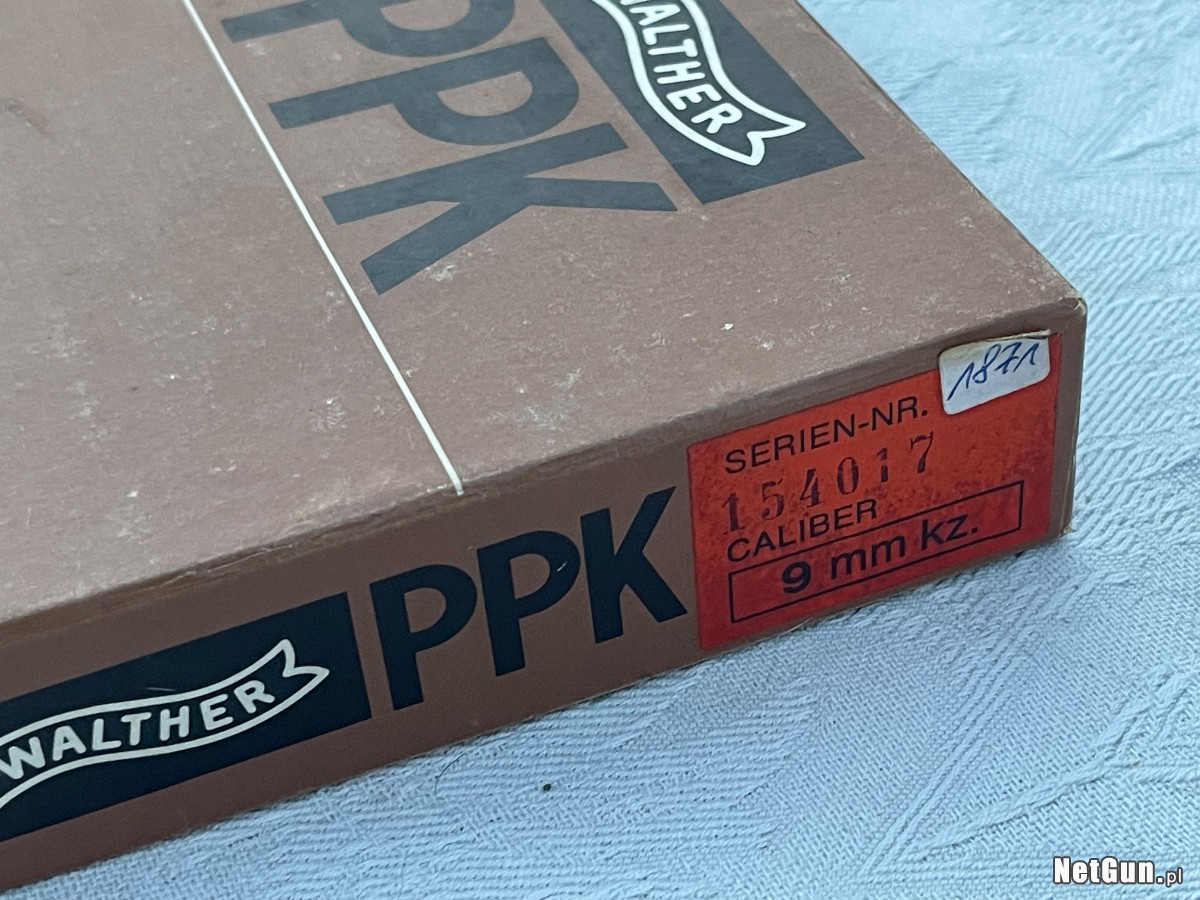 WALTHER
PPK
1871
SERIEN-NR.
154017
CALIBER
9 mm kz.
PPK
WALTHER
NetGun.pl